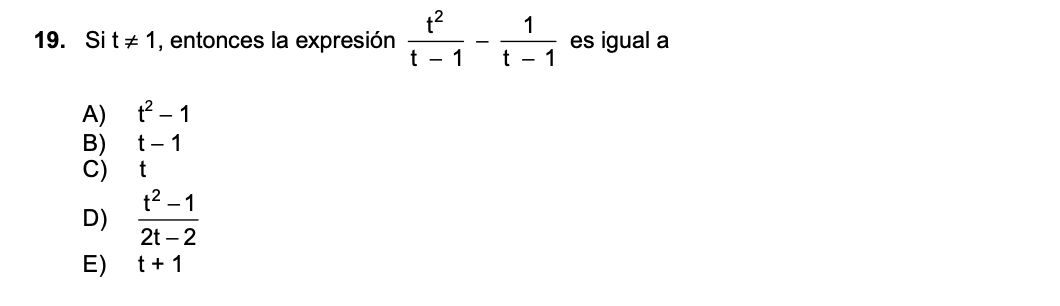 19. Si t ≠ 1, entonces la expresión t²/(t – 1) – 1/(t – 1) es igual a
A) t² – 1
B) t – 1
C) t
D) (t² – 1)/(2t – 2)
E) t + 1